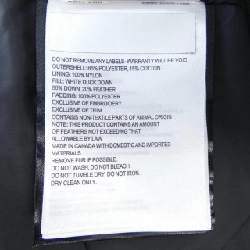 DO NOT REMOVE ANY LABELS - WARRANTY WILL BE VOID
OUTERSHELL: 85% POLYESTER, 15% COTTON
LINING: 100% NYLON
FILL: WHITE DUCK DOWN
80% DOWN 20% FEATHER
PADDING: 100% POLYESTER
EXCLUSIVE OF EMBROIDERY
EXCLUSIVE OF TRIM
CONTAINS NON-TEXTILE PARTS OF ANIMAL ORIGIN
NOTE: THIS PRODUCT CONTAINS AN AMOUNT
OF FEATHERS NOT EXCEEDING THAT
ALLOWABLE BY LAW
MADE IN CANADA WITH DOMESTIC AND IMPORTED
MATERIALS.
REMOVE FUR IF POSSIBLE.
DO NOT WASH, DO NOT BLEACH
DO NOT TUMBLE DRY. DO NOT IRON.
DRY CLEAN ONLY.